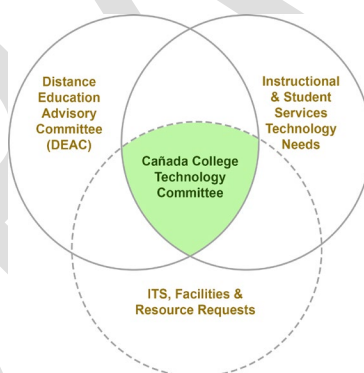 Distance
Education
Advisory
Committee
(DEAC)
Instructional
& Student
Services
Technology
Needs
Cañada College
Technology
Committee
ITS, Facilities &
Resource Requests